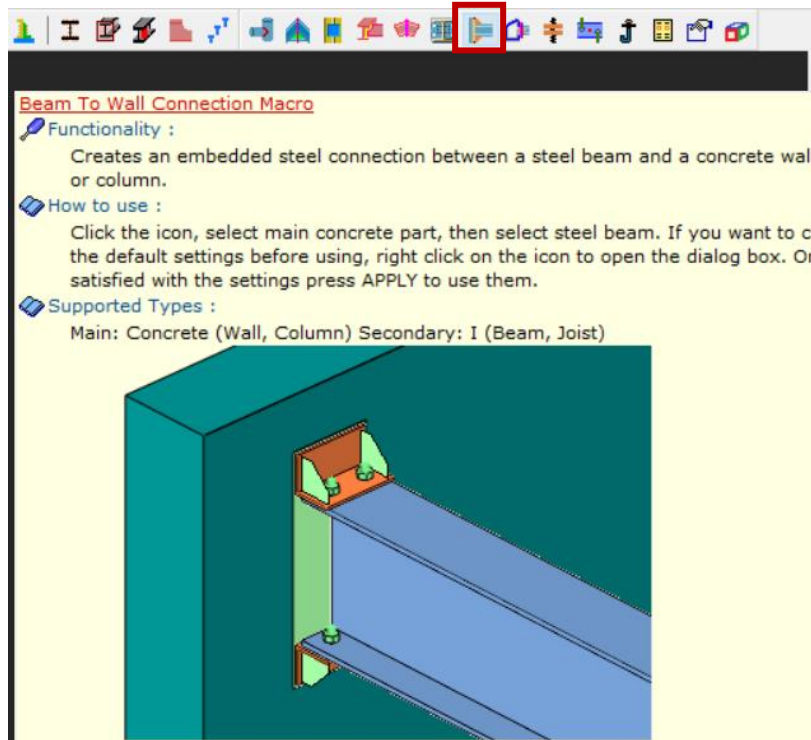 Beam To Wall Connection Macro
Functionality :
Creates an embedded steel connection between a steel beam and a concrete wal
or column.
How to use :
Click the icon, select main concrete part, then select steel beam. If you want to c
the default settings before using, right click on the icon to open the dialog box. O
satisfied with the settings press APPLY to use them.
Supported Types :
Main: Concrete (Wall, Column) Secondary: I (Beam, Joist)